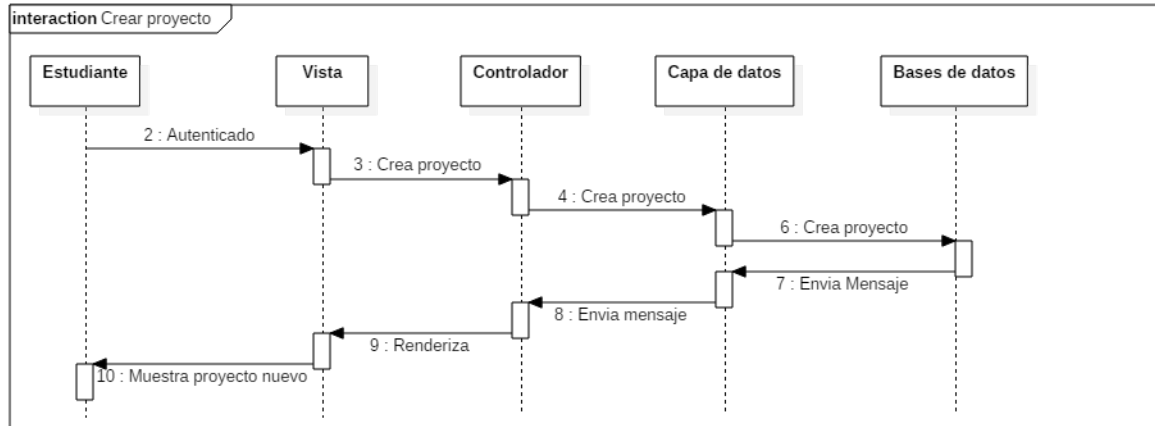 interaction Crear proyecto
Estudiante
Vista
Controlador
Capa de datos
Bases de datos
2 : Autenticado
3 : Crea proyecto
4 : Crea proyecto
6 : Crea proyecto
7 : Envia Mensaje
8 : Envia mensaje
9 : Renderiza
10 : Muestra proyecto nuevo